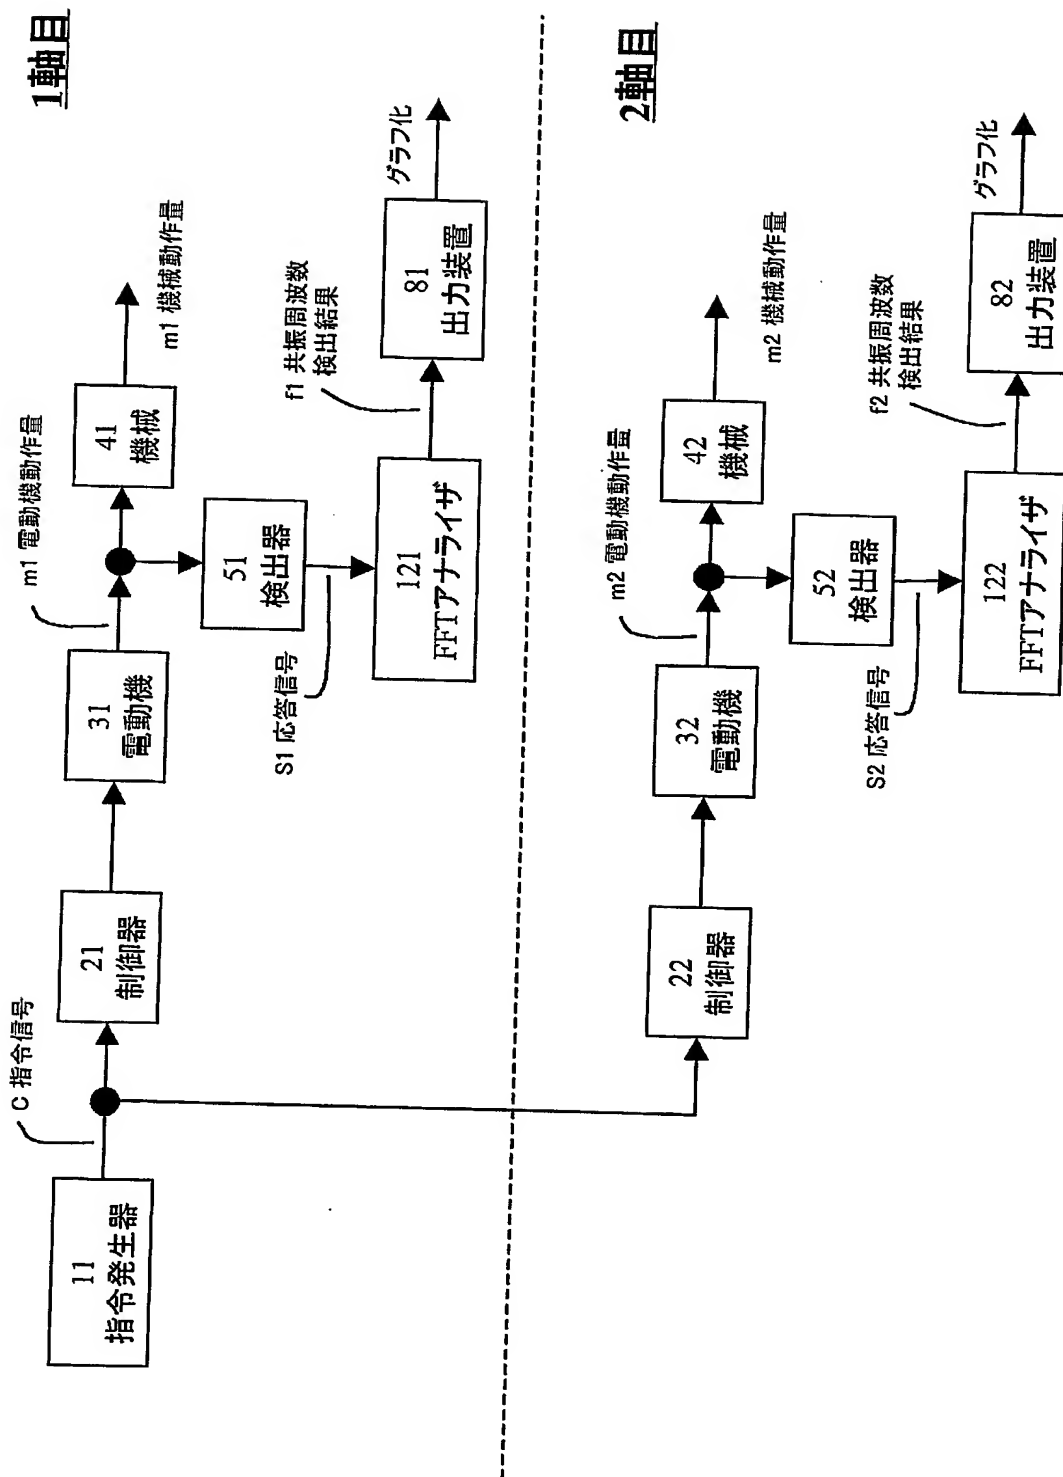 1軸目
C 指令信号
11
指令発生器
21
制御器
31
電動機
m1 電動機動作量
41
機械
m1 機械動作量
51
検出器
S1 応答信号
121
FFTアナライザ
f1 共振周波数
検出結果
81
出力装置
グラフ化
2軸目
22
制御器
32
電動機
m2 電動機動作量
42
機械
m2 機械動作量
52
検出器
S2 応答信号
122
FFTアナライザ
f2 共振周波数
検出結果
82
出力装置
グラフ化